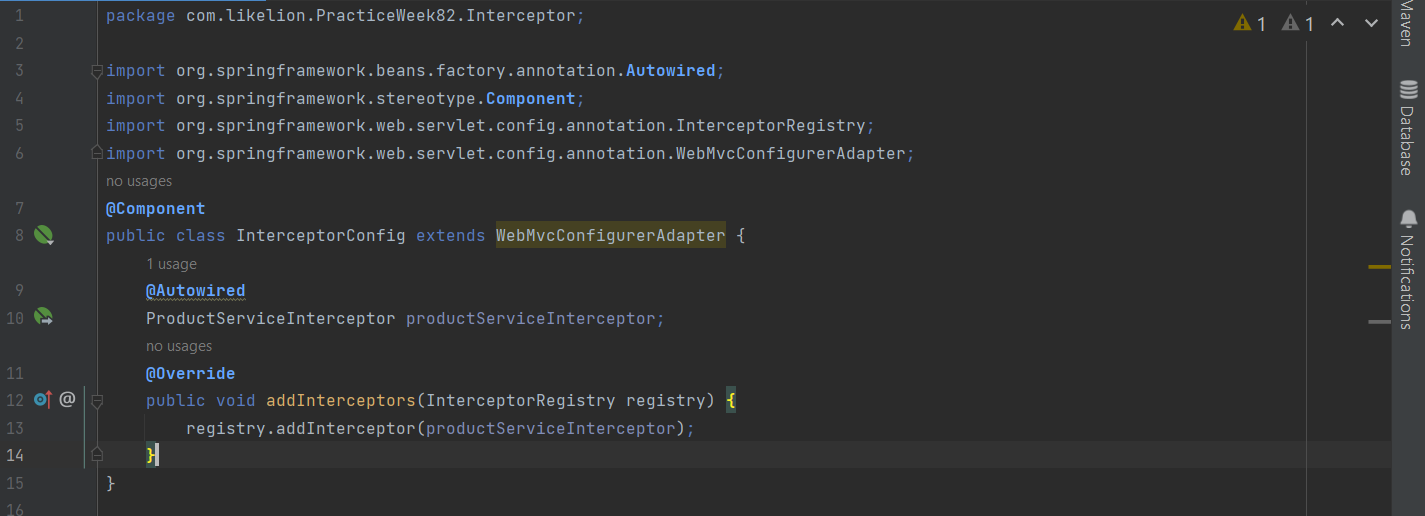 1 package com.likelion.PracticeWeek82.Interceptor;
1 1
2
3 import org.springframework.beans.factory.annotation.Autowired;
4 import org.springframework.stereotype.Component;
5 import org.springframework.web.servlet.config.annotation.InterceptorRegistry;
6 import org.springframework.web.servlet.config.annotation.WebMvcConfigurerAdapter;
no usages
7 @Component
8 public class InterceptorConfig extends WebMvcConfigurerAdapter {
1 usage
9 @Autowired
10 ProductServiceInterceptor productServiceInterceptor;
no usages
11 @Override
12 @ public void addInterceptors(InterceptorRegistry registry) {
13 registry.addInterceptor(productServiceInterceptor);
14 }
15 }
16
Maven
Database
Notifications